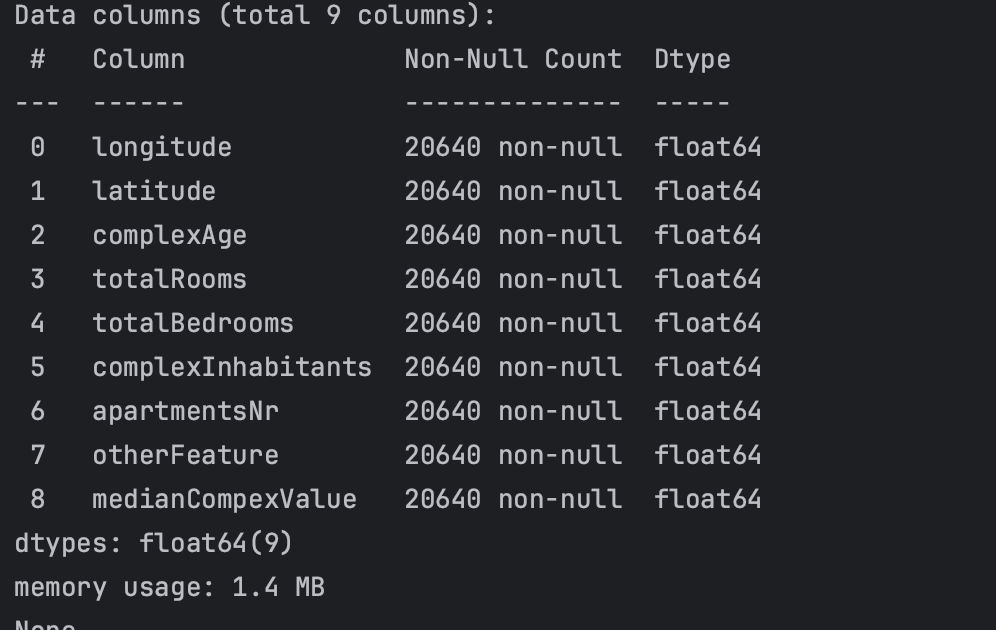 Data columns (total 9 columns):
 #   Column              Non-Null Count  Dtype
---  ------              --------------  -----
 0   longitude           20640 non-null  float64
 1   latitude            20640 non-null  float64
 2   complexAge          20640 non-null  float64
 3   totalRooms          20640 non-null  float64
 4   totalBedrooms       20640 non-null  float64
 5   complexInhabitants  20640 non-null  float64
 6   apartmentsNr        20640 non-null  float64
 7   otherFeature        20640 non-null  float64
 8   medianCompexValue   20640 non-null  float64
dtypes: float64(9)
memory usage: 1.4 MB
None